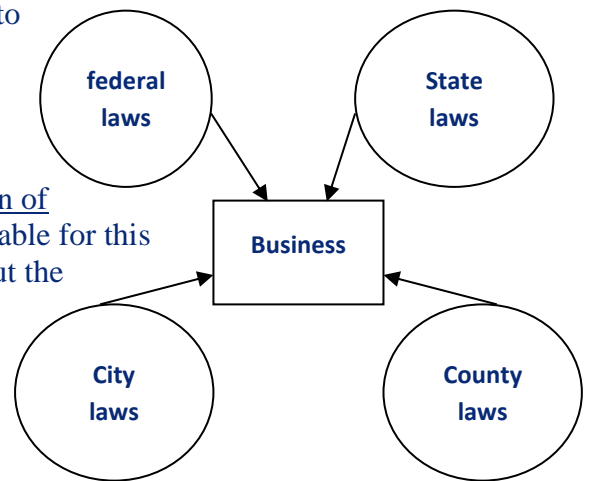 to
federal
laws
State
laws
n of
able for this
Business
ut the
City
laws
County
laws